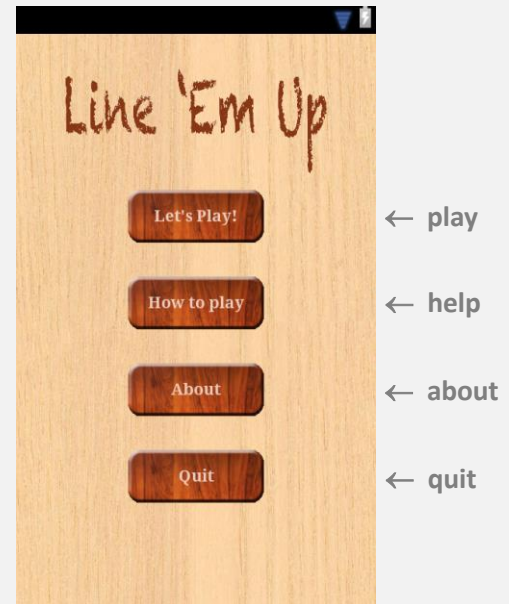 Line 'Em Up
Let's Play! ← play
How to play ← help
About ← about
Quit ← quit